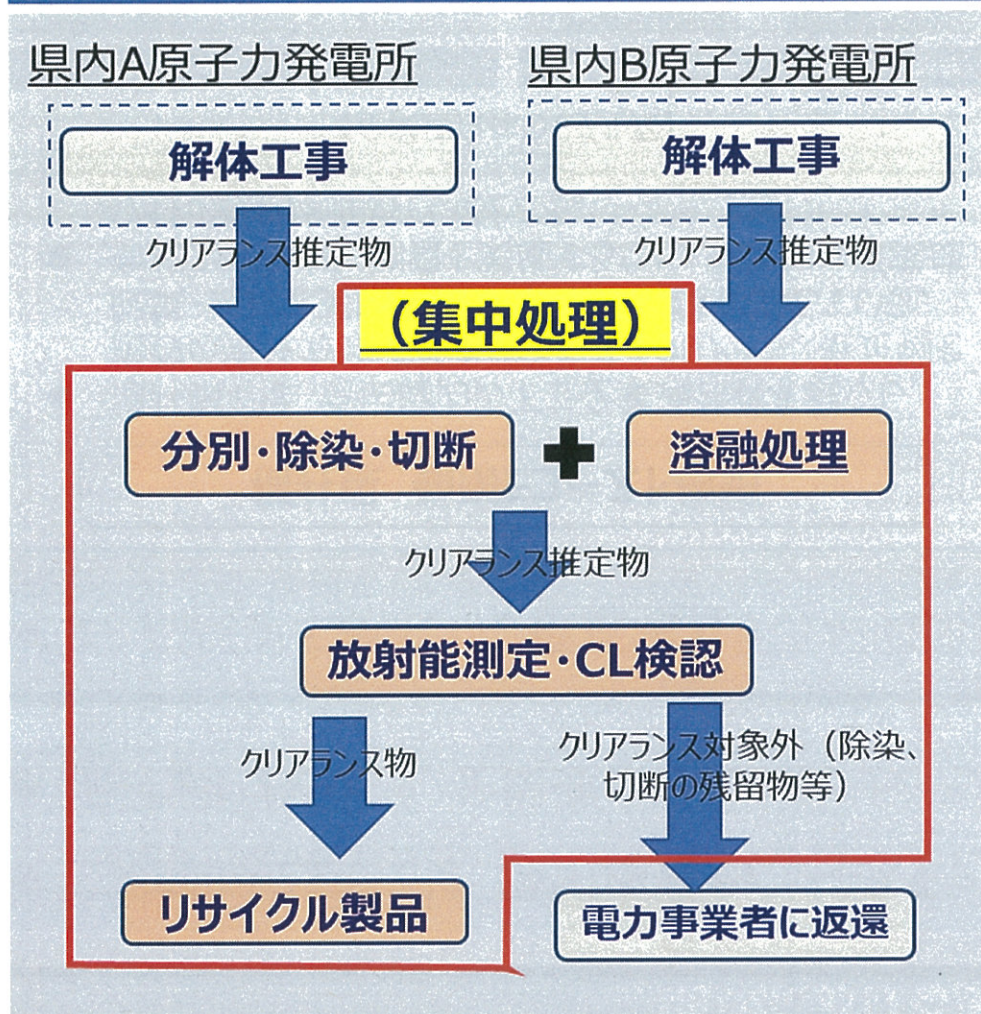 県内A原子力発電所
県内B原子力発電所
解体工事
解体工事
クリアランス推定物
クリアランス推定物
（集中処理）
分別・除染・切断
溶融処理
クリアランス推定物
放射能測定・CL検認
クリアランス物
クリアランス対象外（除染、
切断の残留物等）
リサイクル製品
電力事業者に返還